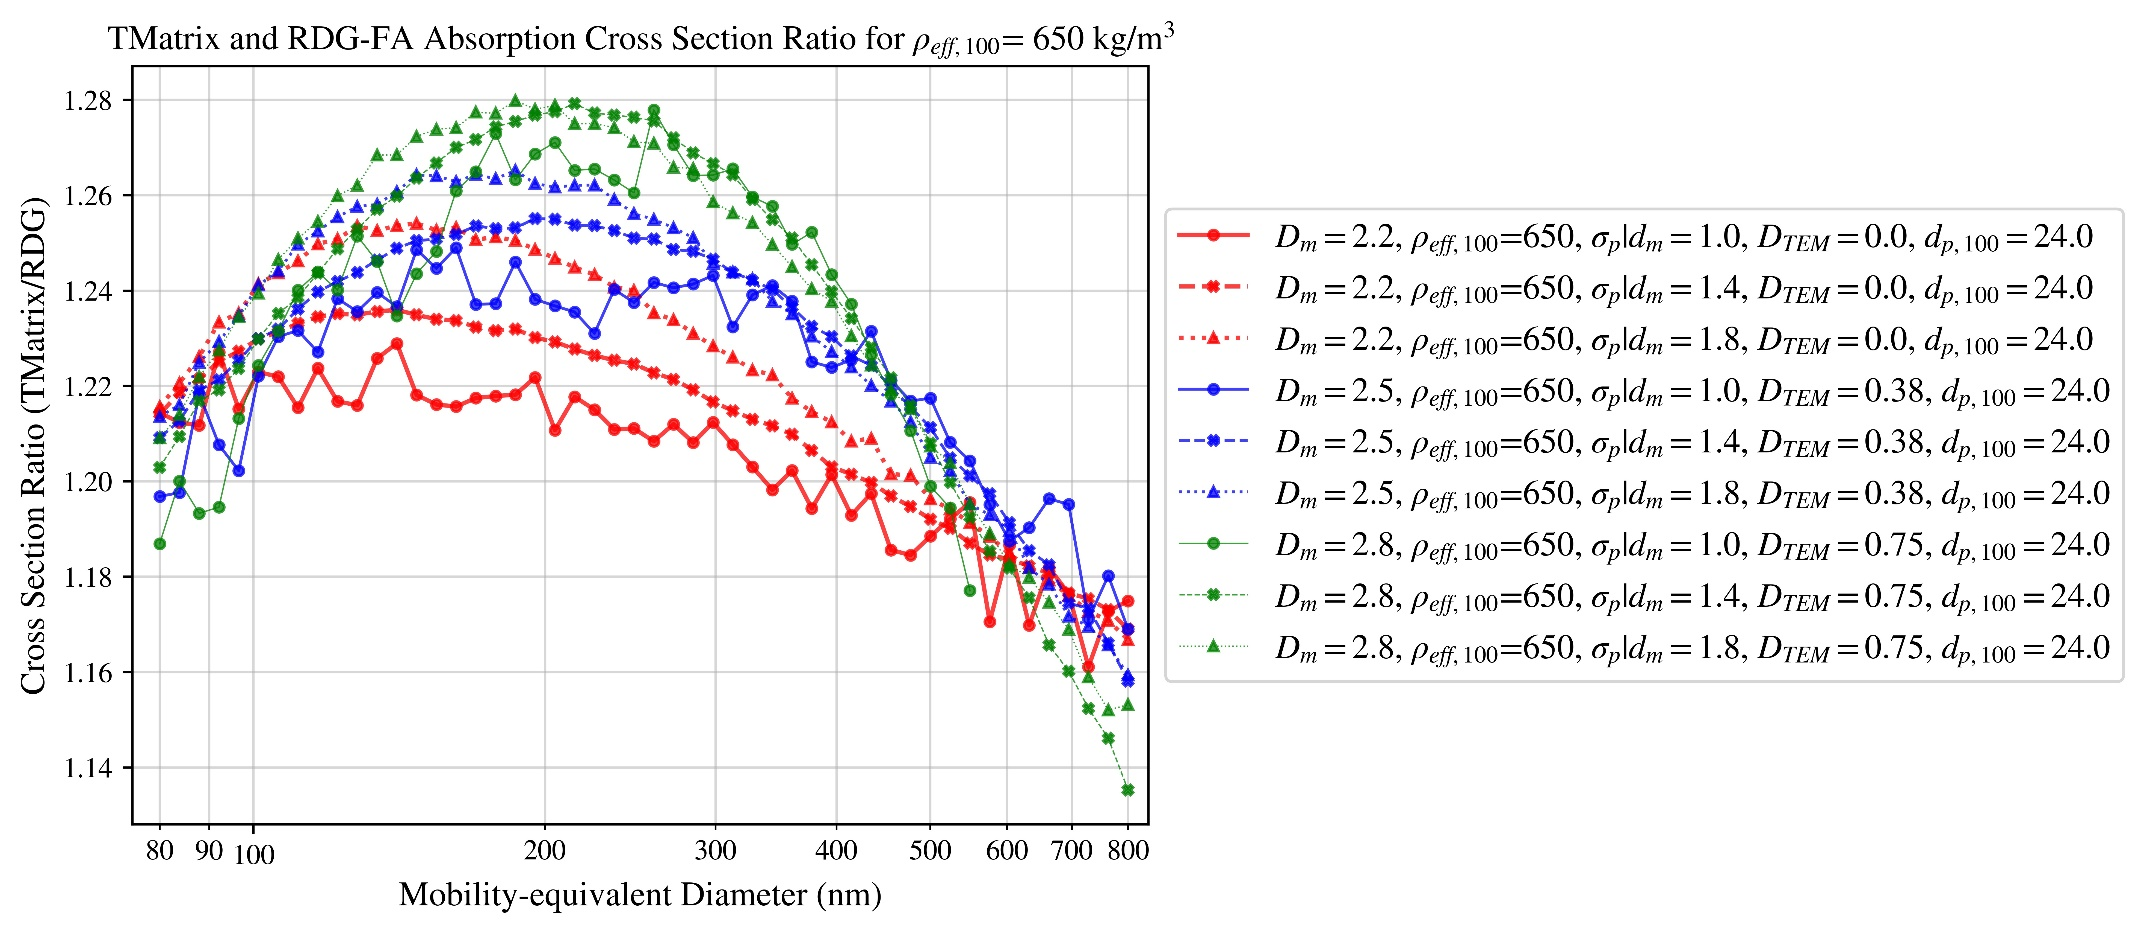 TMatrix and RDG-FA Absorption Cross Section Ratio for ρeff, 100= 650 kg/m³
Cross Section Ratio (TMatrix/RDG)
1.28
1.26
1.24
1.22
1.20
1.18
1.16
1.14
80 90 100 200 300 400 500 600 700 800
Mobility-equivalent Diameter (nm)
Dm = 2.2, ρeff, 100=650, σp|dm = 1.0, DTEM = 0.0, dp, 100 = 24.0
Dm = 2.2, ρeff, 100=650, σp|dm = 1.4, DTEM = 0.0, dp, 100 = 24.0
Dm = 2.2, ρeff, 100=650, σp|dm = 1.8, DTEM = 0.0, dp, 100 = 24.0
Dm = 2.5, ρeff, 100=650, σp|dm = 1.0, DTEM = 0.38, dp, 100 = 24.0
Dm = 2.5, ρeff, 100=650, σp|dm = 1.4, DTEM = 0.38, dp, 100 = 24.0
Dm = 2.5, ρeff, 100=650, σp|dm = 1.8, DTEM = 0.38, dp, 100 = 24.0
Dm = 2.8, ρeff, 100=650, σp|dm = 1.0, DTEM = 0.75, dp, 100 = 24.0
Dm = 2.8, ρeff, 100=650, σp|dm = 1.4, DTEM = 0.75, dp, 100 = 24.0
Dm = 2.8, ρeff, 100=650, σp|dm = 1.8, DTEM = 0.75, dp, 100 = 24.0